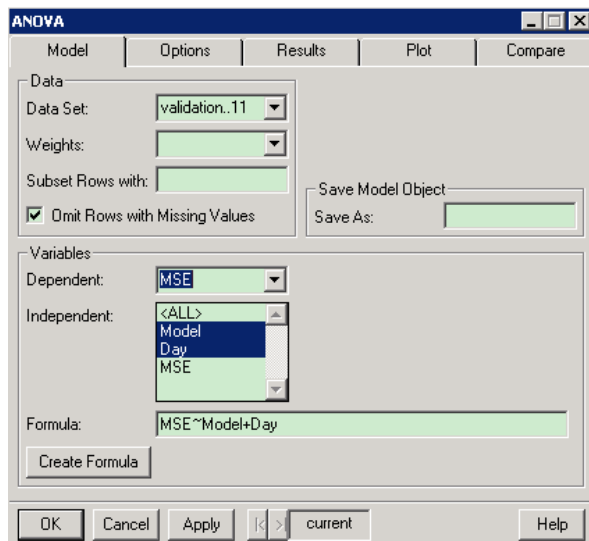 ANOVA
Model Options Results Plot Compare
Data
Data Set: validation..11
Weights:
Subset Rows with:
Omit Rows with Missing Values
Save Model Object
Save As:
Variables
Dependent: MSE
Independent: <ALL>
Model
Day
MSE
Formula: MSE~Model+Day
Create Formula
OK Cancel Apply current Help